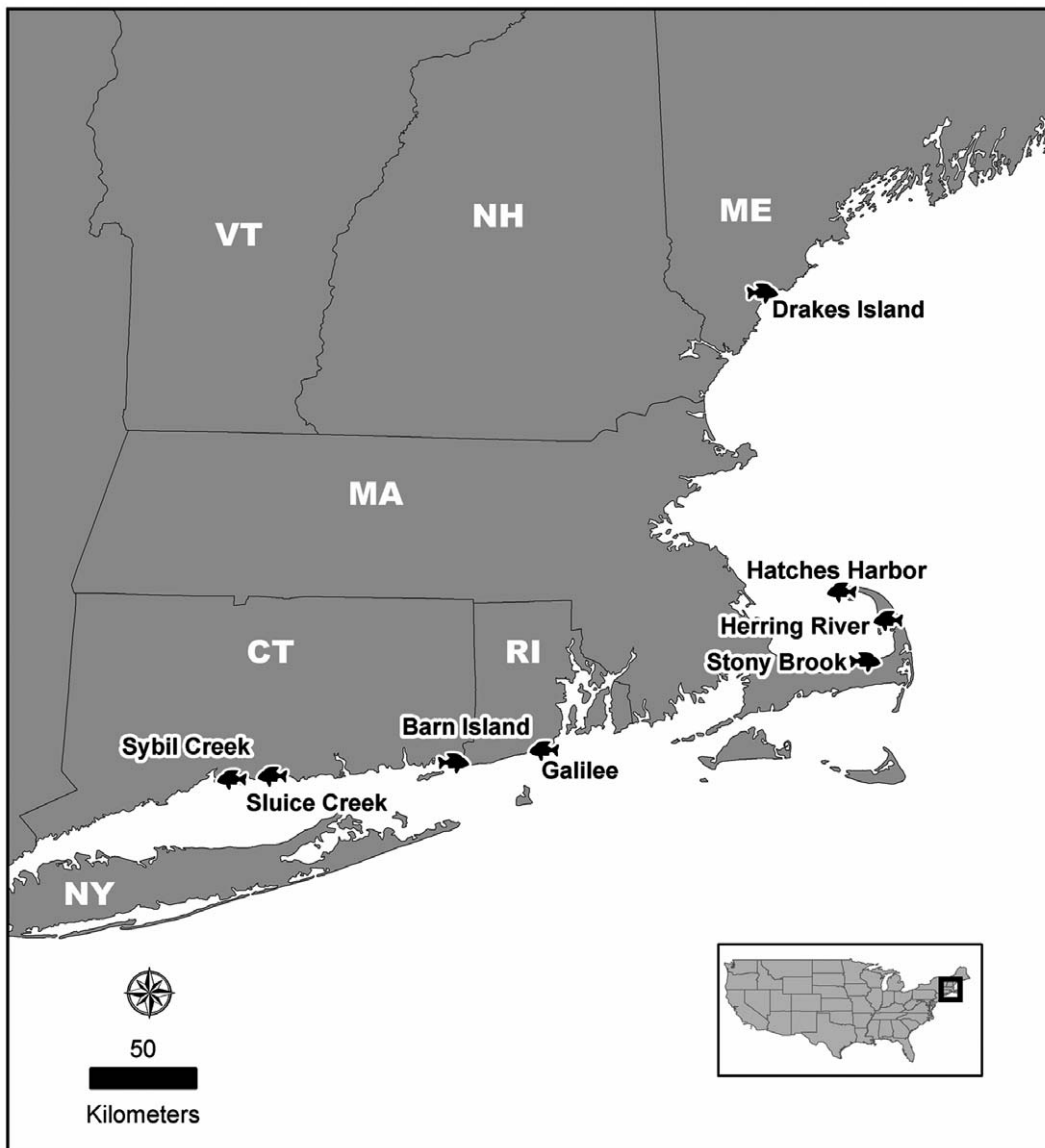 VT
NH
ME
Drakes Island
MA
Hatches Harbor
Herring River
Stony Brook
CT
RI
Barn Island
Galilee
Sybil Creek
Sluice Creek
NY
50
Kilometers